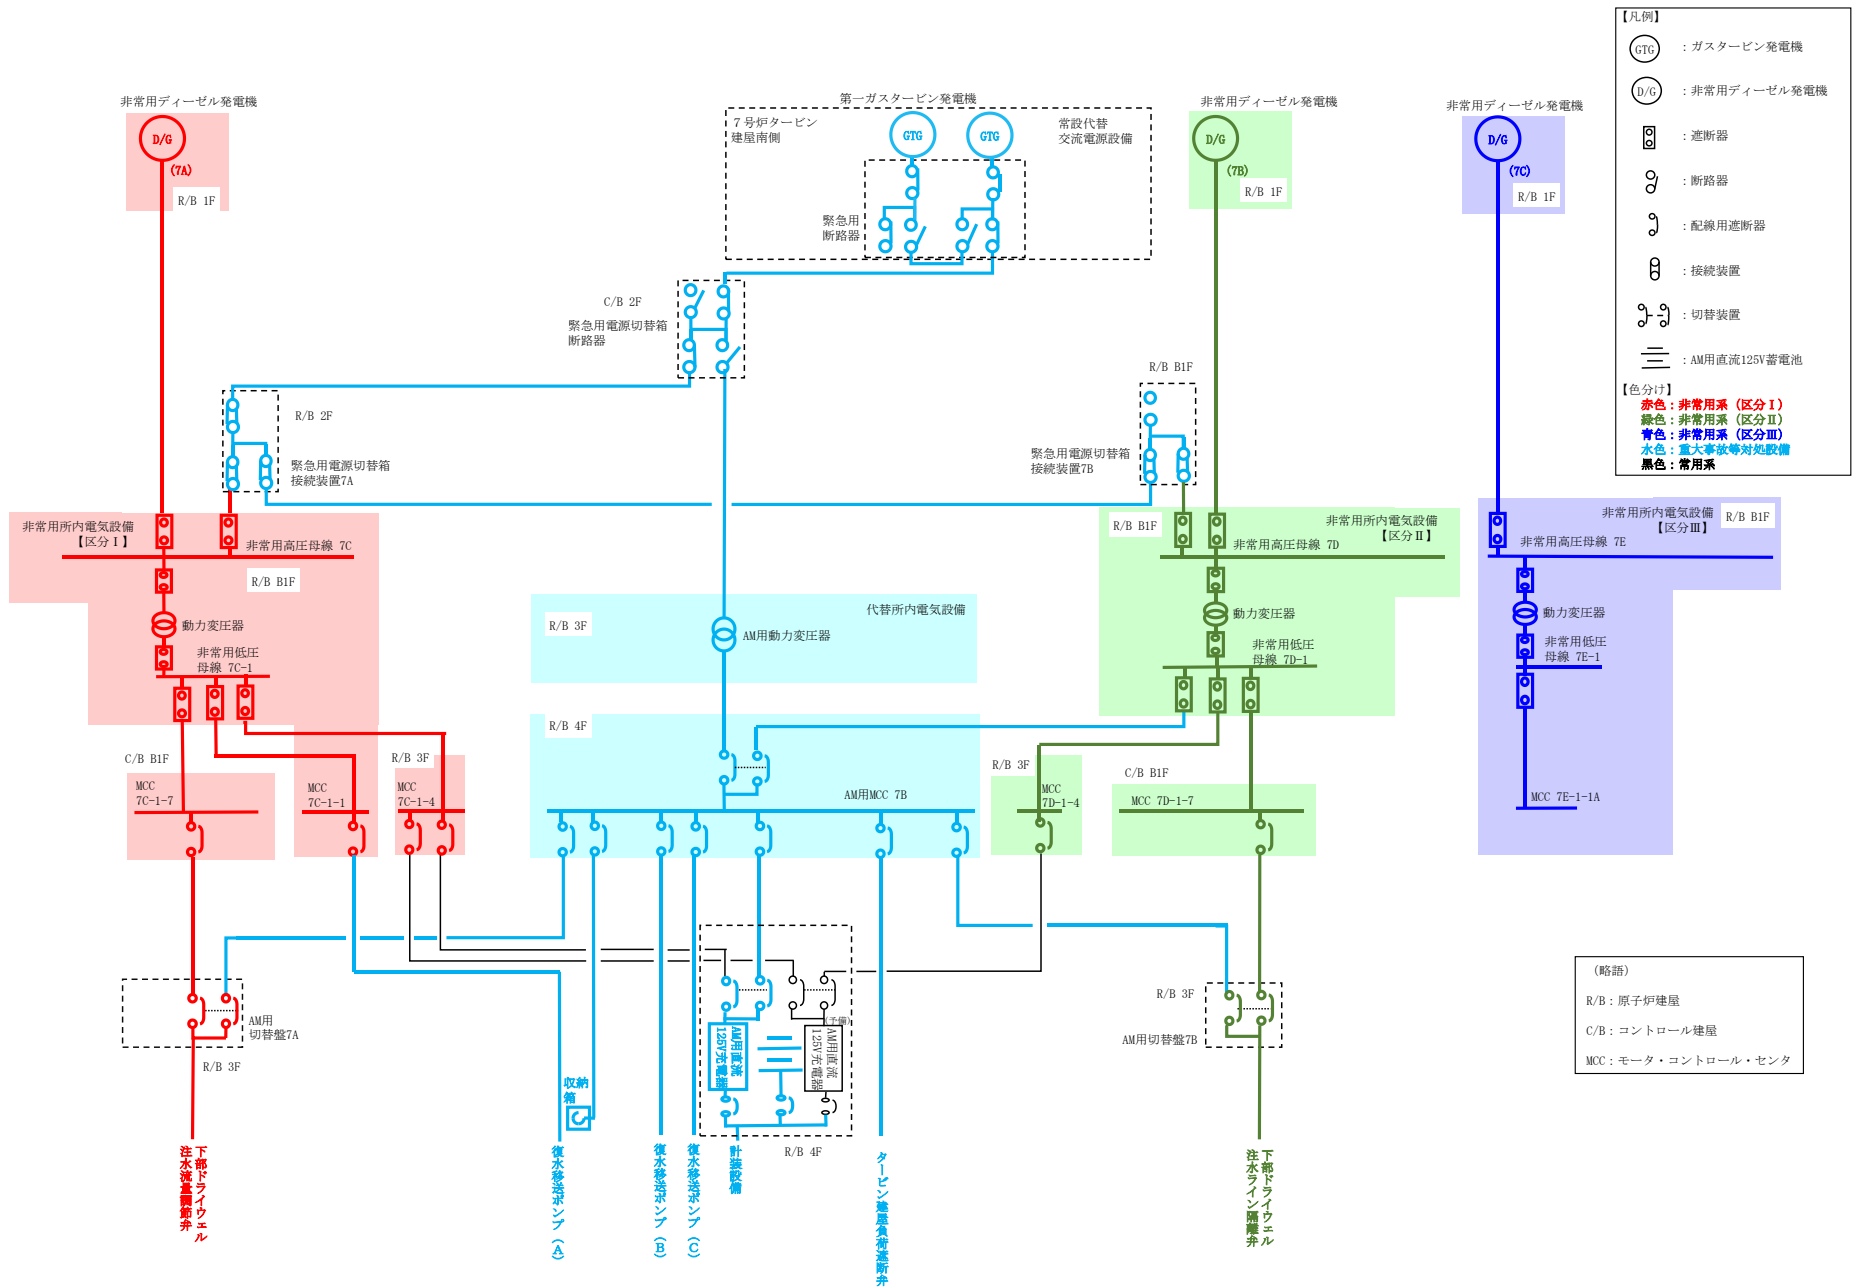 【凡例】
GTG
：ガスタービン発電機
D/G
：非常用ディーゼル発電機
：遮断器
：断路器
：配線用遮断器
：接続装置
：切替装置
：AM用直流125V蓄電池
【色分け】
赤色：非常用系（区分Ⅰ）
緑色：非常用系（区分Ⅱ）
青色：非常用系（区分Ⅲ）
水色：重大事故等対処設備
黒色：常用系
非常用ディーゼル発電機
D/G
(7A)
R/B 1F
第一ガスタービン発電機
７号炉タービン
建屋南側
GTG
GTG
常設代替
交流電源設備
緊急用
断路器
非常用ディーゼル発電機
D/G
(7B)
R/B 1F
非常用ディーゼル発電機
D/G
(7C)
R/B 1F
C/B 2F
緊急用電源切替箱
断路器
R/B 2F
緊急用電源切替箱
接続装置7A
R/B B1F
緊急用電源切替箱
接続装置7B
非常用所内電気設備
【区分Ⅰ】
非常用高圧母線 7C
R/B B1F
動力変圧器
非常用低圧
母線 7C-1
R/B B1F
非常用所内電気設備
【区分Ⅱ】
非常用高圧母線 7D
動力変圧器
非常用低圧
母線 7D-1
非常用所内電気設備
【区分Ⅲ】
R/B B1F
非常用高圧母線 7E
動力変圧器
非常用低圧
母線 7E-1
MCC 7E-1-1A
R/B 3F
代替所内電気設備
AM用動力変圧器
R/B 4F
AM用MCC 7B
C/B B1F
MCC
7C-1-7
MCC
7C-1-1
R/B 3F
MCC
7C-1-4
R/B 3F
MCC
7D-1-4
C/B B1F
MCC 7D-1-7
AM用
切替盤7A
R/B 3F
R/B 3F
AM用切替盤7B
(予備)
AM用直流
125V充電器
AM用直流
125V充電器
R/B 4F
収納
箱
下部ドライウェル
注水流量調節弁
復水移送ポンプ（Ａ）
復水移送ポンプ（Ｂ）
復水移送ポンプ（Ｃ）
計装設備
タービン建屋負荷遮断弁
下部ドライウェル
注水ライン隔離弁
（略語）
R/B：原子炉建屋
C/B：コントロール建屋
MCC：モータ・コントロール・センタ